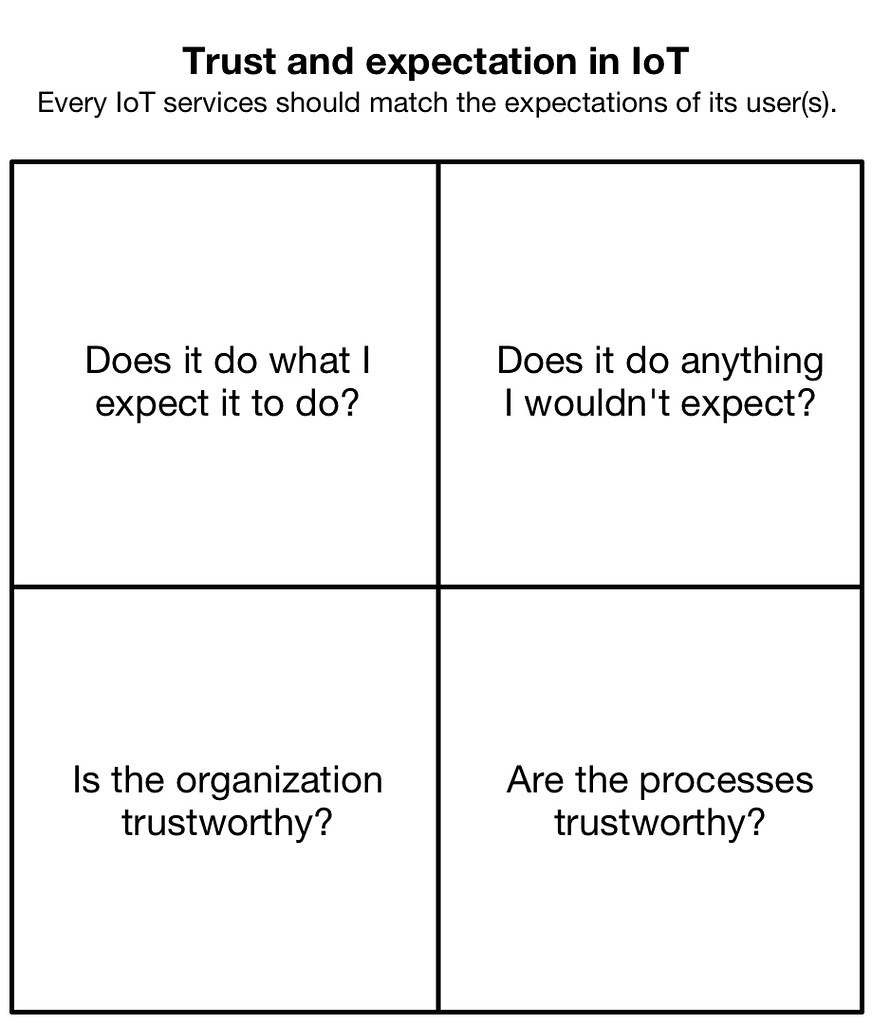 Trust and expectation in IoT
Every IoT services should match the expectations of its user(s).
Does it do what I
expect it to do?
Does it do anything
I wouldn't expect?
Is the organization
trustworthy?
Are the processes
trustworthy?